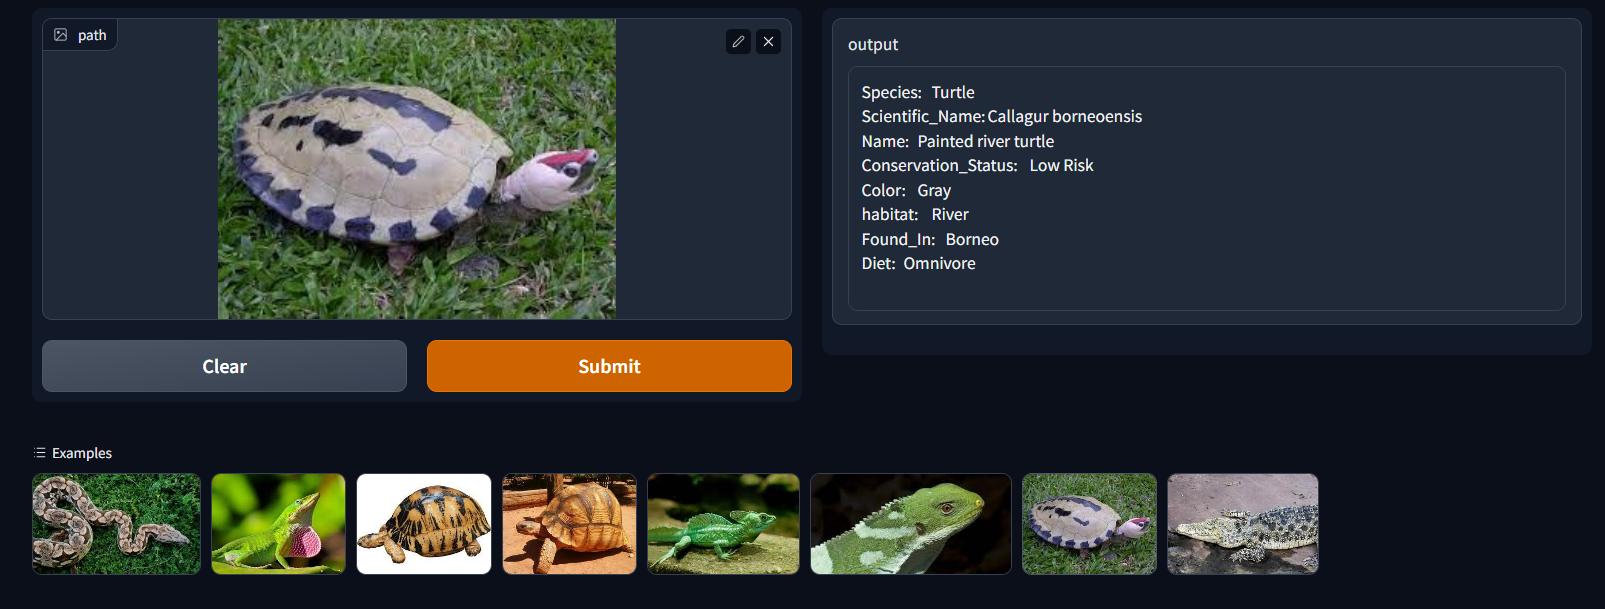 path
output
Species: Turtle
Scientific_Name: Callagur borneoensis
Name: Painted river turtle
Conservation_Status: Low Risk
Color: Gray
habitat: River
Found_In: Borneo
Diet: Omnivore
Clear
Submit
Examples